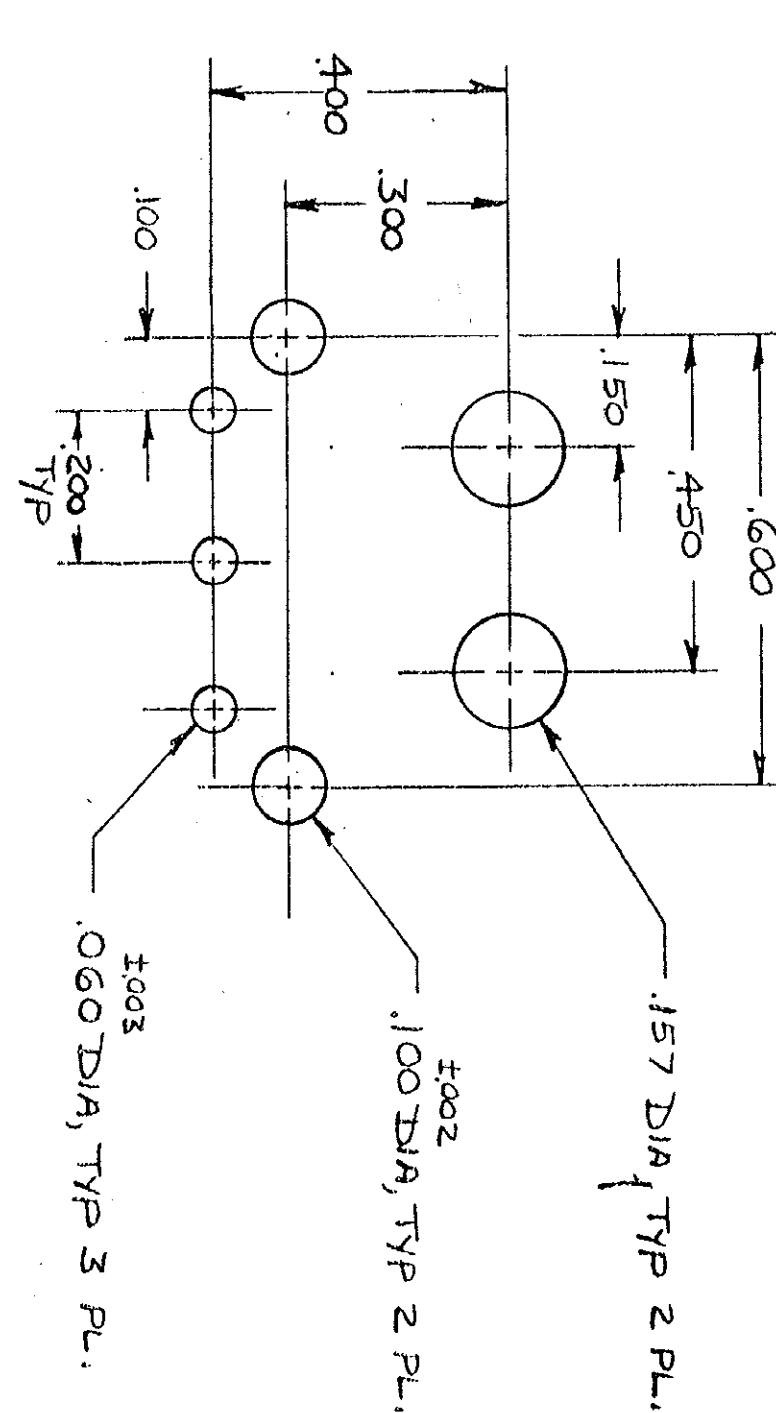 .600
.450
.150
.300
.400
.100
.200
TYP
.157 DIA, TYP 2 PL.
±.002
.100 DIA, TYP 2 PL.
±.003
.060 DIA, TYP 3 PL.